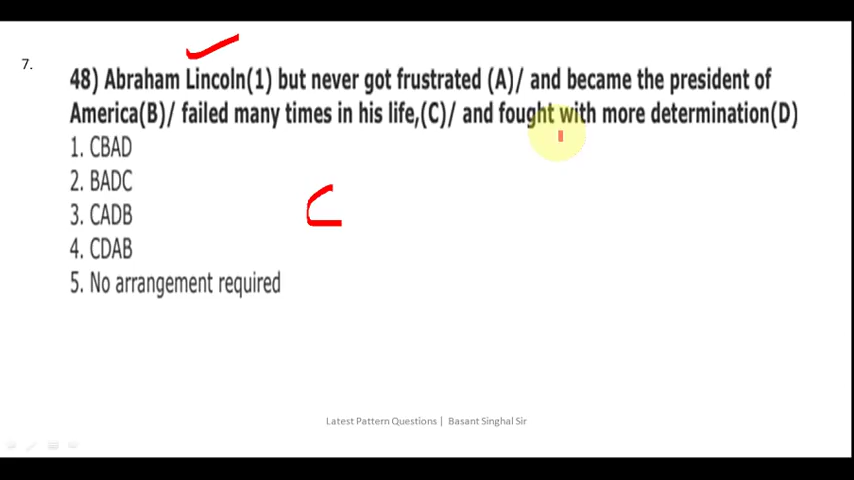 7.
48) Abraham Lincoln(1) but never got frustrated (A)/ and became the president of
America(B)/ failed many times in his life,(C)/ and fought with more determination(D)
1. CBAD
2. BADC
3. CADB
4. CDAB
5. No arrangement required
C
Latest Pattern Questions | Basant Singhal Sir